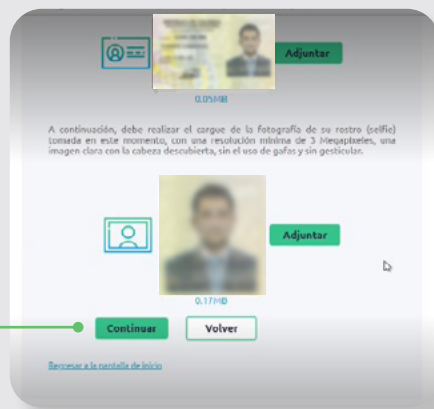 Adjuntar
0.05MB
A continuación, debe realizar el cargue de la fotografía de su rostro (selfie)
tomada en este momento, con una resolución mínima de 3 Megapixeles, una
imagen clara con la cabeza descubierta, sin el uso de gafas y sin gesticular.
Adjuntar
0.17MB
Continuar
Volver
Regresar a la pantalla de inicio